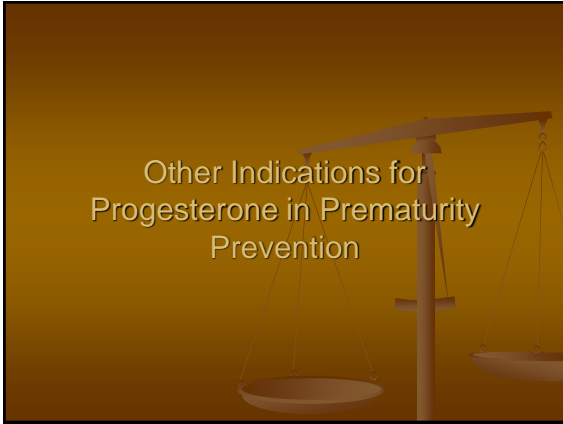 Other Indications for
Progesterone in Prematurity
Prevention